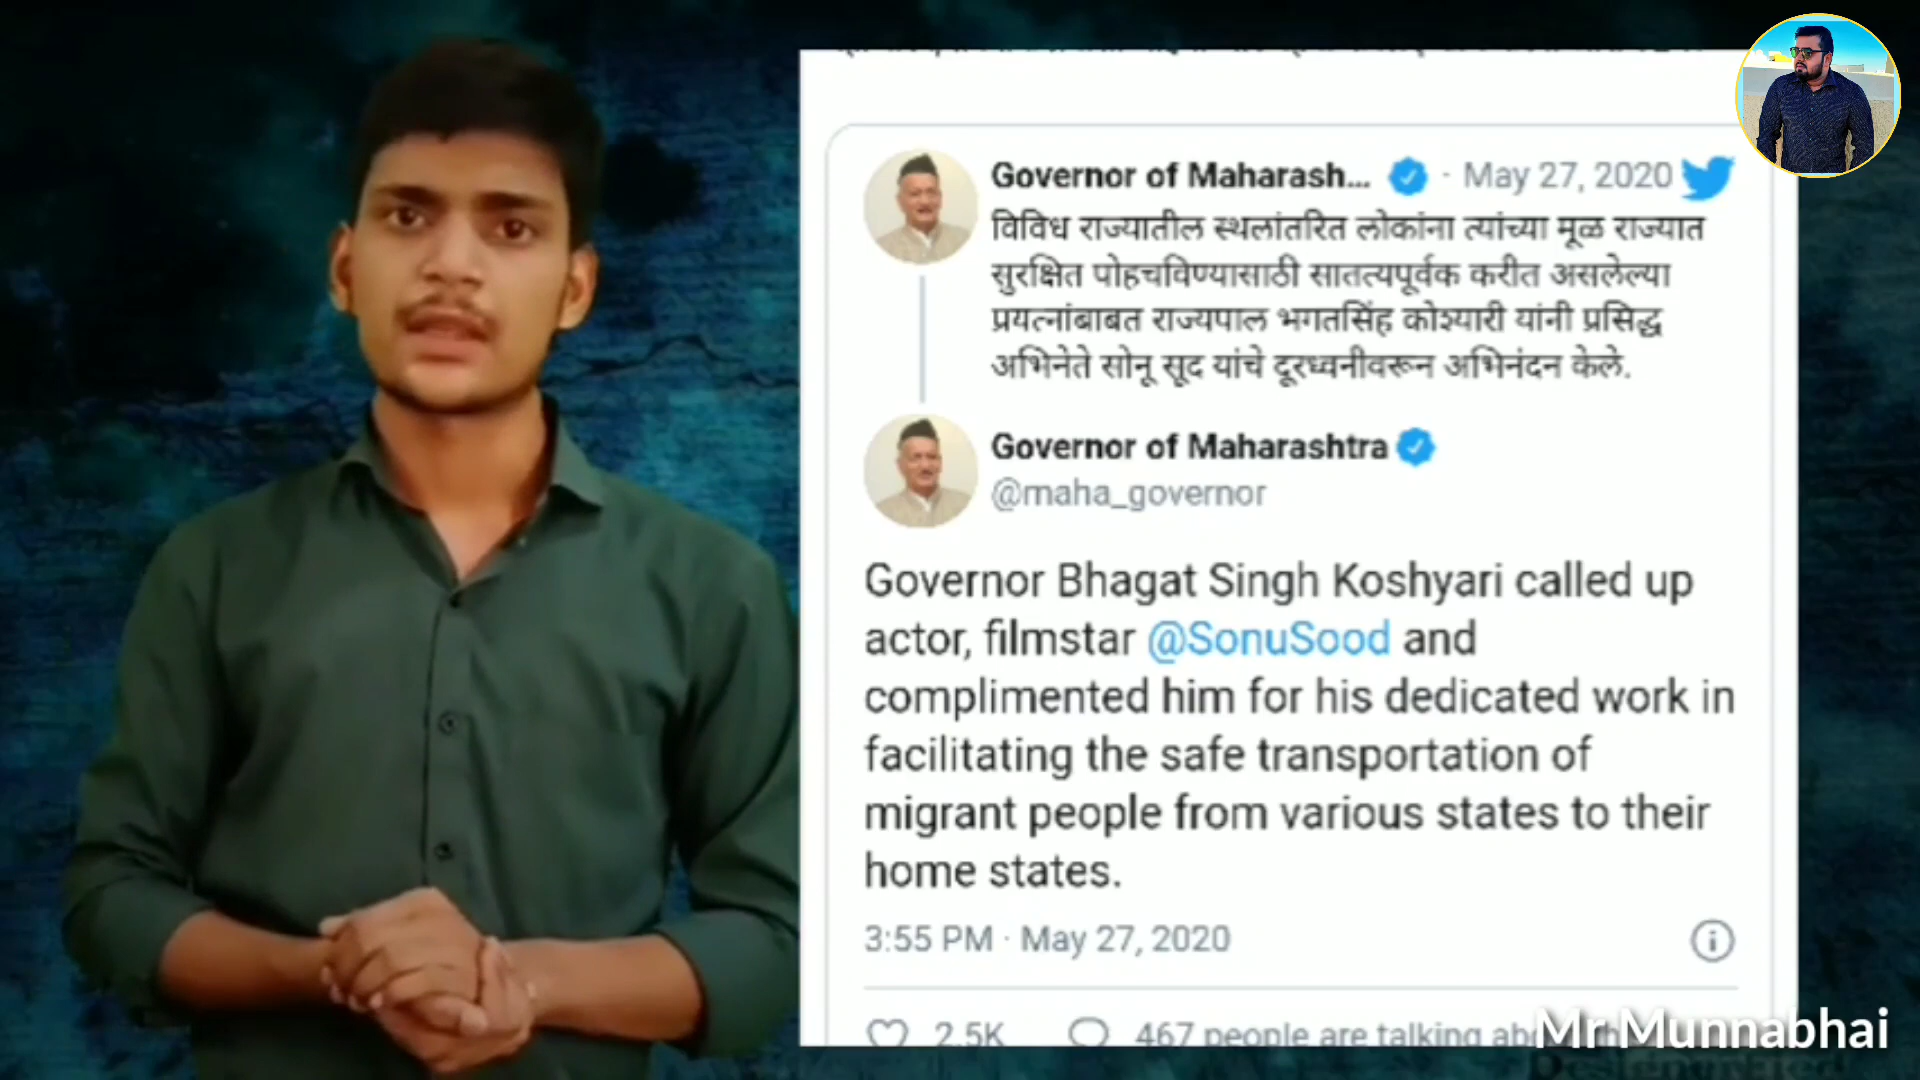 Governor of Maharash... · May 27, 2020
विविध राज्यातील स्थलांतरित लोकांना त्यांच्या मूळ राज्यात
सुरक्षित पोहचविण्यासाठी सातत्यपूर्वक करीत असलेल्या
प्रयत्नांबाबत राज्यपाल भगतसिंह कोश्यारी यांनी प्रसिद्ध
अभिनेते सोनू सूद यांचे दूरध्वनीवरून अभिनंदन केले.
Governor of Maharashtra
@maha_governor
Governor Bhagat Singh Koshyari called up
actor, filmstar @SonuSood and
complimented him for his dedicated work in
facilitating the safe transportation of
migrant people from various states to their
home states.
3:55 PM · May 27, 2020
2.5K 467 people are talking
Mr Munnabhai